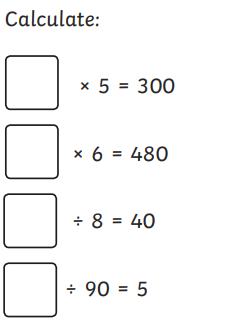 Calculate:
× 5 = 300
× 6 = 480
÷ 8 = 40
÷ 90 = 5